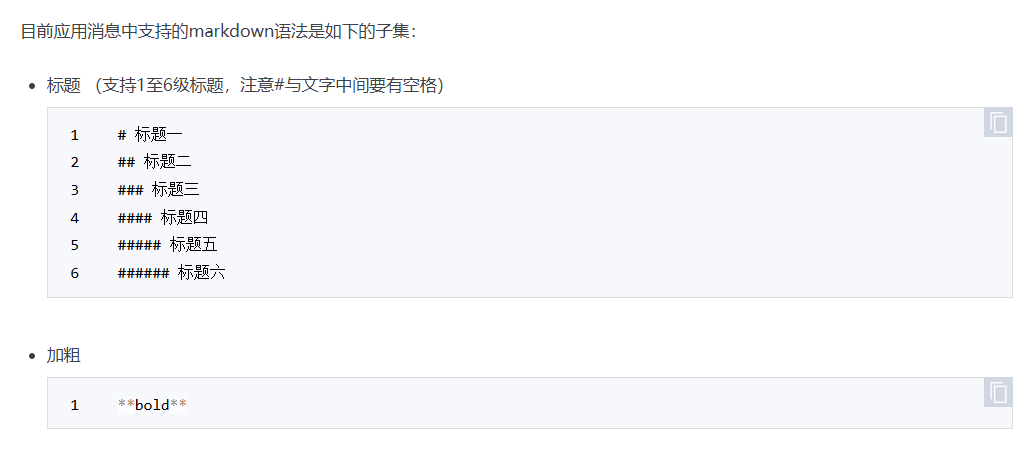 目前应用消息中支持的markdown语法是如下的子集：
标题 （支持1至6级标题，注意#与文字中间要有空格）
1 # 标题一
2 ## 标题二
3 ### 标题三
4 #### 标题四
5 ##### 标题五
6 ###### 标题六
加粗
1 **bold**